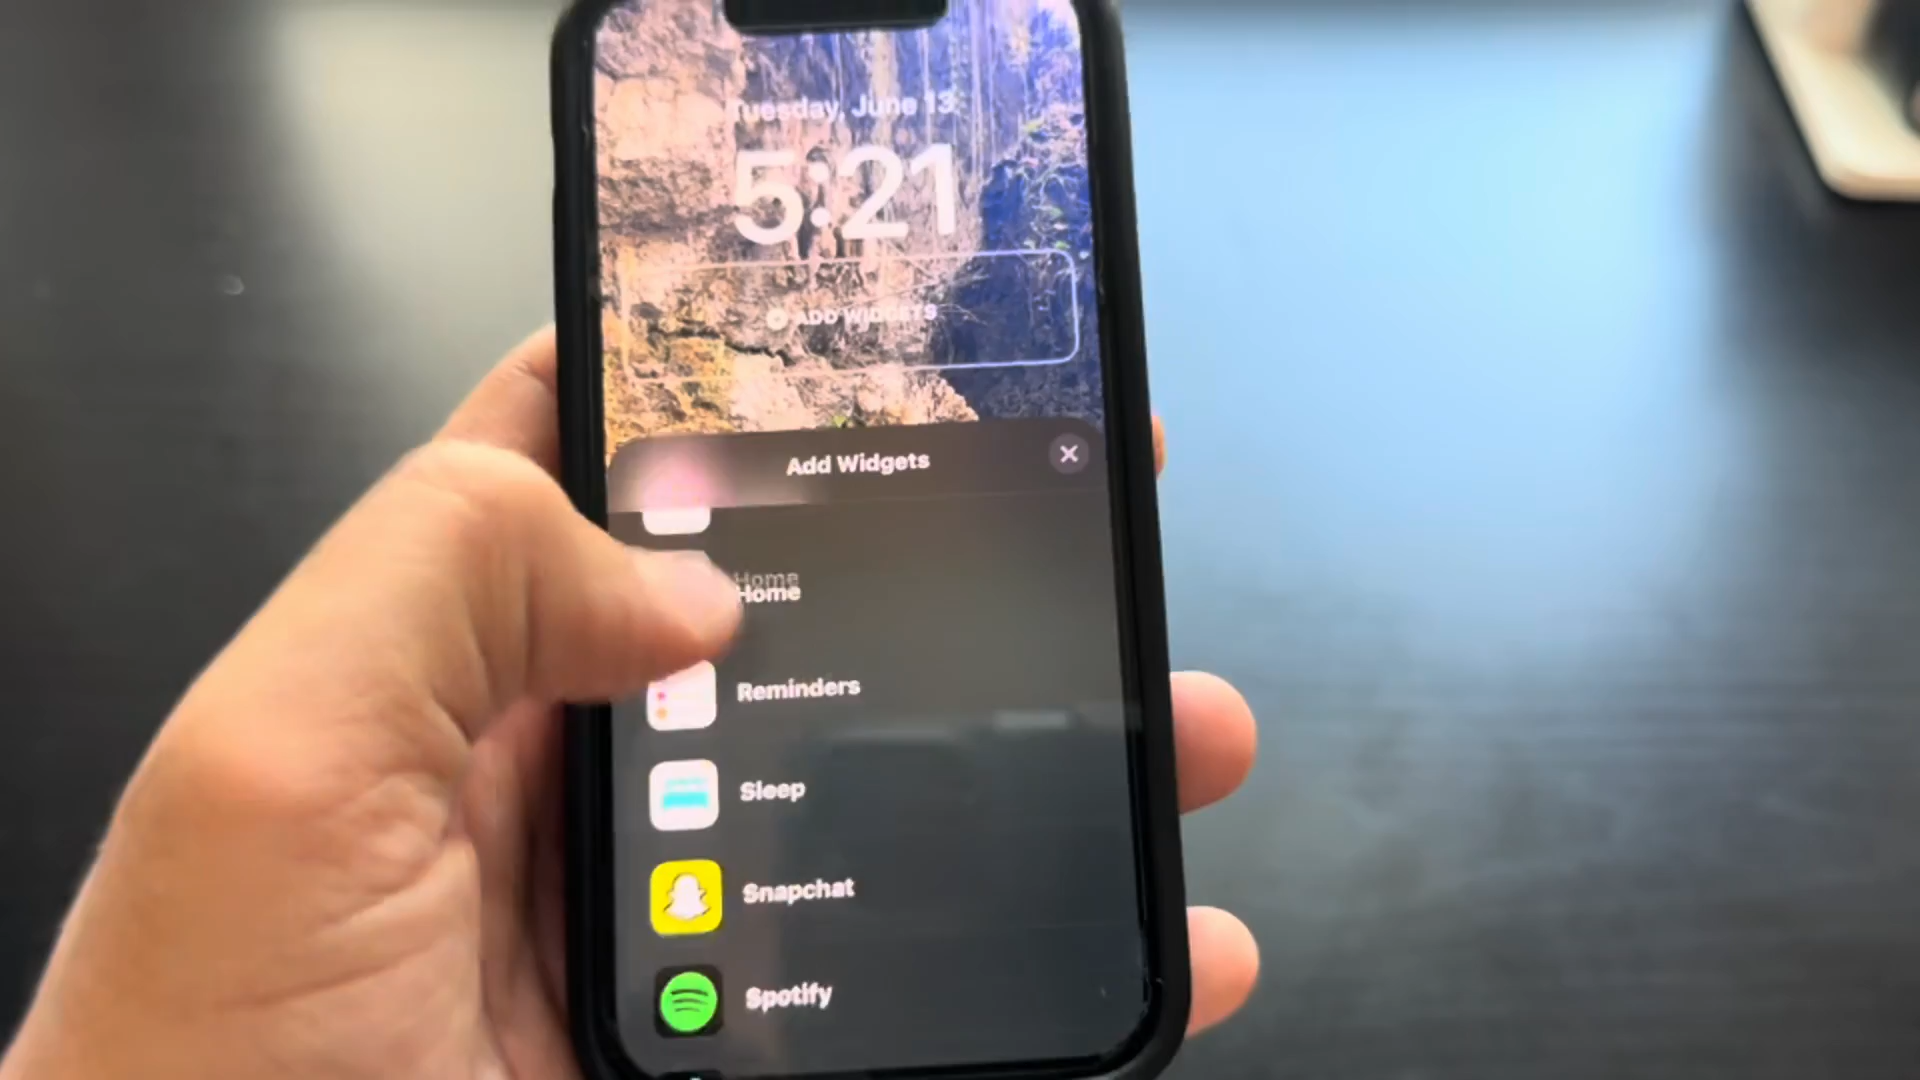 Tuesday, June 13
5:21
ADD WIDGETS
Add Widgets
Home
Home
Reminders
Sleep
Snapchat
Spotify